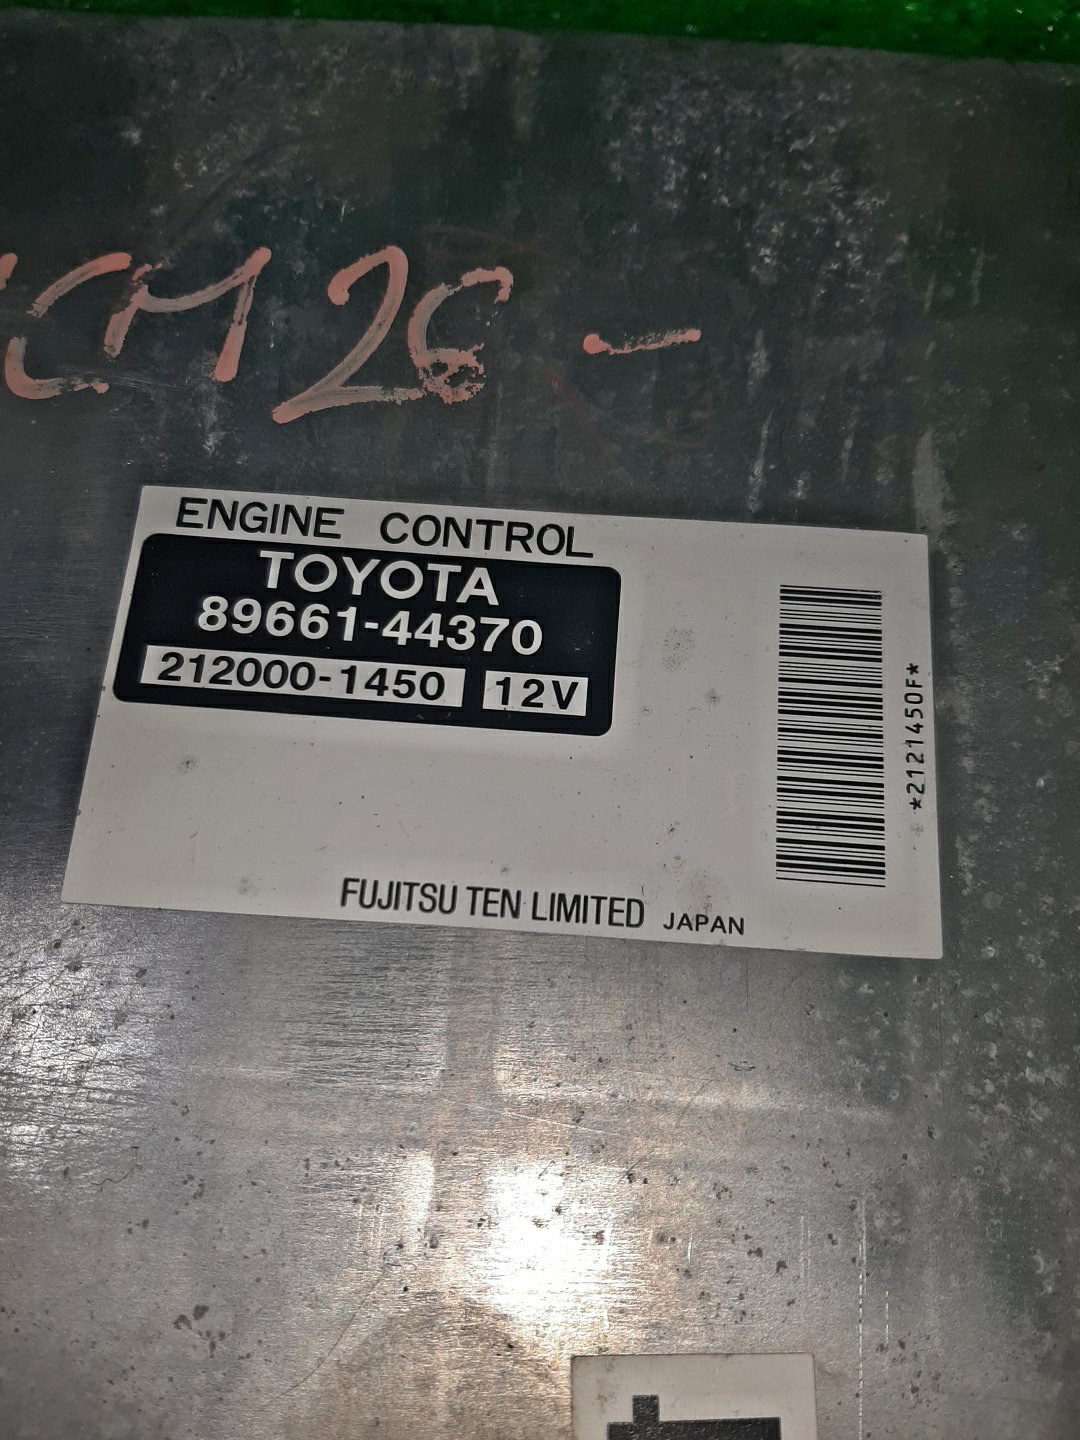 CM26-
ENGINE CONTROL
TOYOTA
89661-44370
212000-1450 12V
*2121450F*
FUJITSU TEN LIMITED JAPAN